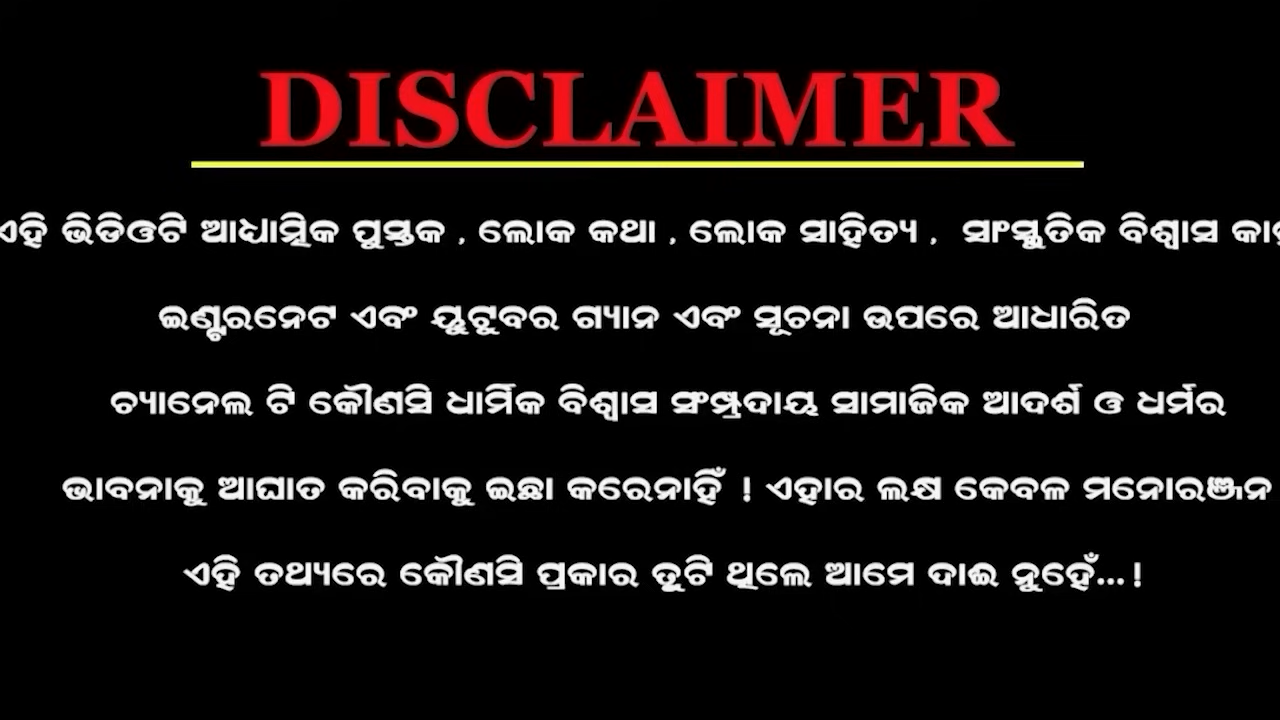 DISCLAIMER
ଏହି ଭିଡିଓଟି ଆଧ୍ୟାତ୍ମିକ ପୁସ୍ତକ , ଲୋକ କଥା , ଲୋକ ସାହିତ୍ୟ , ସାଂସ୍କୃତିକ ବିଶ୍ୱାସ
ଇଣ୍ଟରନେଟ ଏବଂ ୟୁଟୁବର ଗ୍ୟାନ ଏବଂ ସୂଚନା ଉପରେ ଆଧାରିତ
ଚ୍ୟାନେଲ ଟି କୌଣସି ଧାର୍ମିକ ବିଶ୍ୱାସ ସଂମ୍ପ୍ରଦାୟ ସାମାଜିକ ଆଦର୍ଶ ଓ ଧର୍ମର
ଭାବନାକୁ ଆଘାତ କରିବାକୁ ଇଛା କରେନାହିଁ ! ଏହାର ଲକ୍ଷ କେବଳ ମନୋରଞ୍ଜନ
ଏହି ତଥ୍ୟରେ କୌଣସି ପ୍ରକାର ତ୍ରୁଟି ଥିଲେ ଆମେ ଦାଈ ନୁହେଁ...!